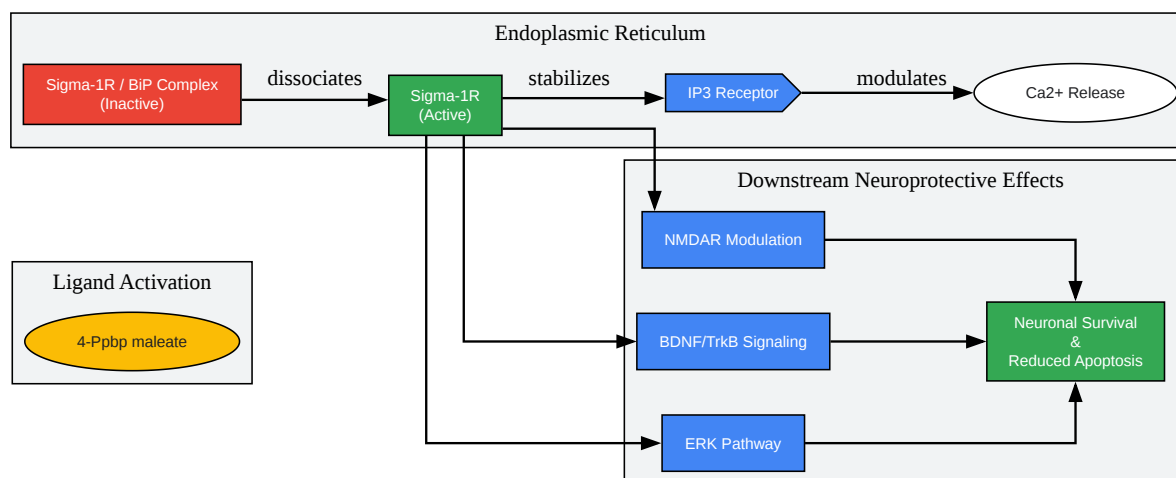 Endoplasmic Reticulum
Sigma-1R / BiP Complex
(Inactive)
dissociates
Sigma-1R
(Active)
stabilizes
IP3 Receptor
modulates
Ca2+ Release
Downstream Neuroprotective Effects
NMDAR Modulation
Ligand Activation
4-Ppbp maleate
BDNF/TrkB Signaling
Neuronal Survival
&
Reduced Apoptosis
ERK Pathway